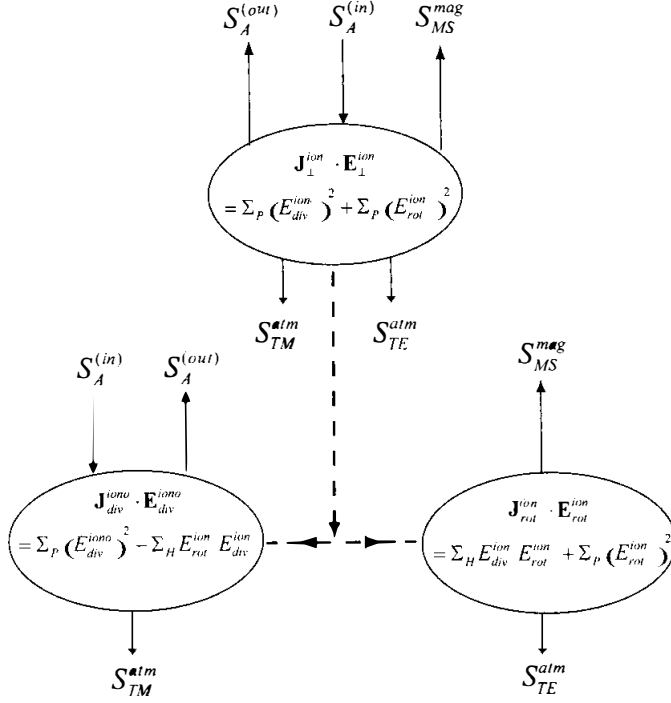 S_A^{(out)} S_A^{(in)} S_{MS}^{mag}
J_⊥^{ion} · E_⊥^{ion}
= Σ_P (E_{div}^{ion})^2 + Σ_P (E_{rot}^{ion})^2
S_{TM}^{atm} S_{TE}^{atm}
S_A^{(in)} S_A^{(out)} S_{MS}^{mag}
J_{div}^{iono} · E_{div}^{iono}
= Σ_P (E_{div}^{iono})^2 − Σ_H E_{rot}^{ion} E_{div}^{ion}
J_{rot}^{ion} · E_{rot}^{ion}
= Σ_H E_{div}^{ion} E_{rot}^{ion} + Σ_P (E_{rot}^{ion})^2
S_{TM}^{atm} S_{TE}^{atm}